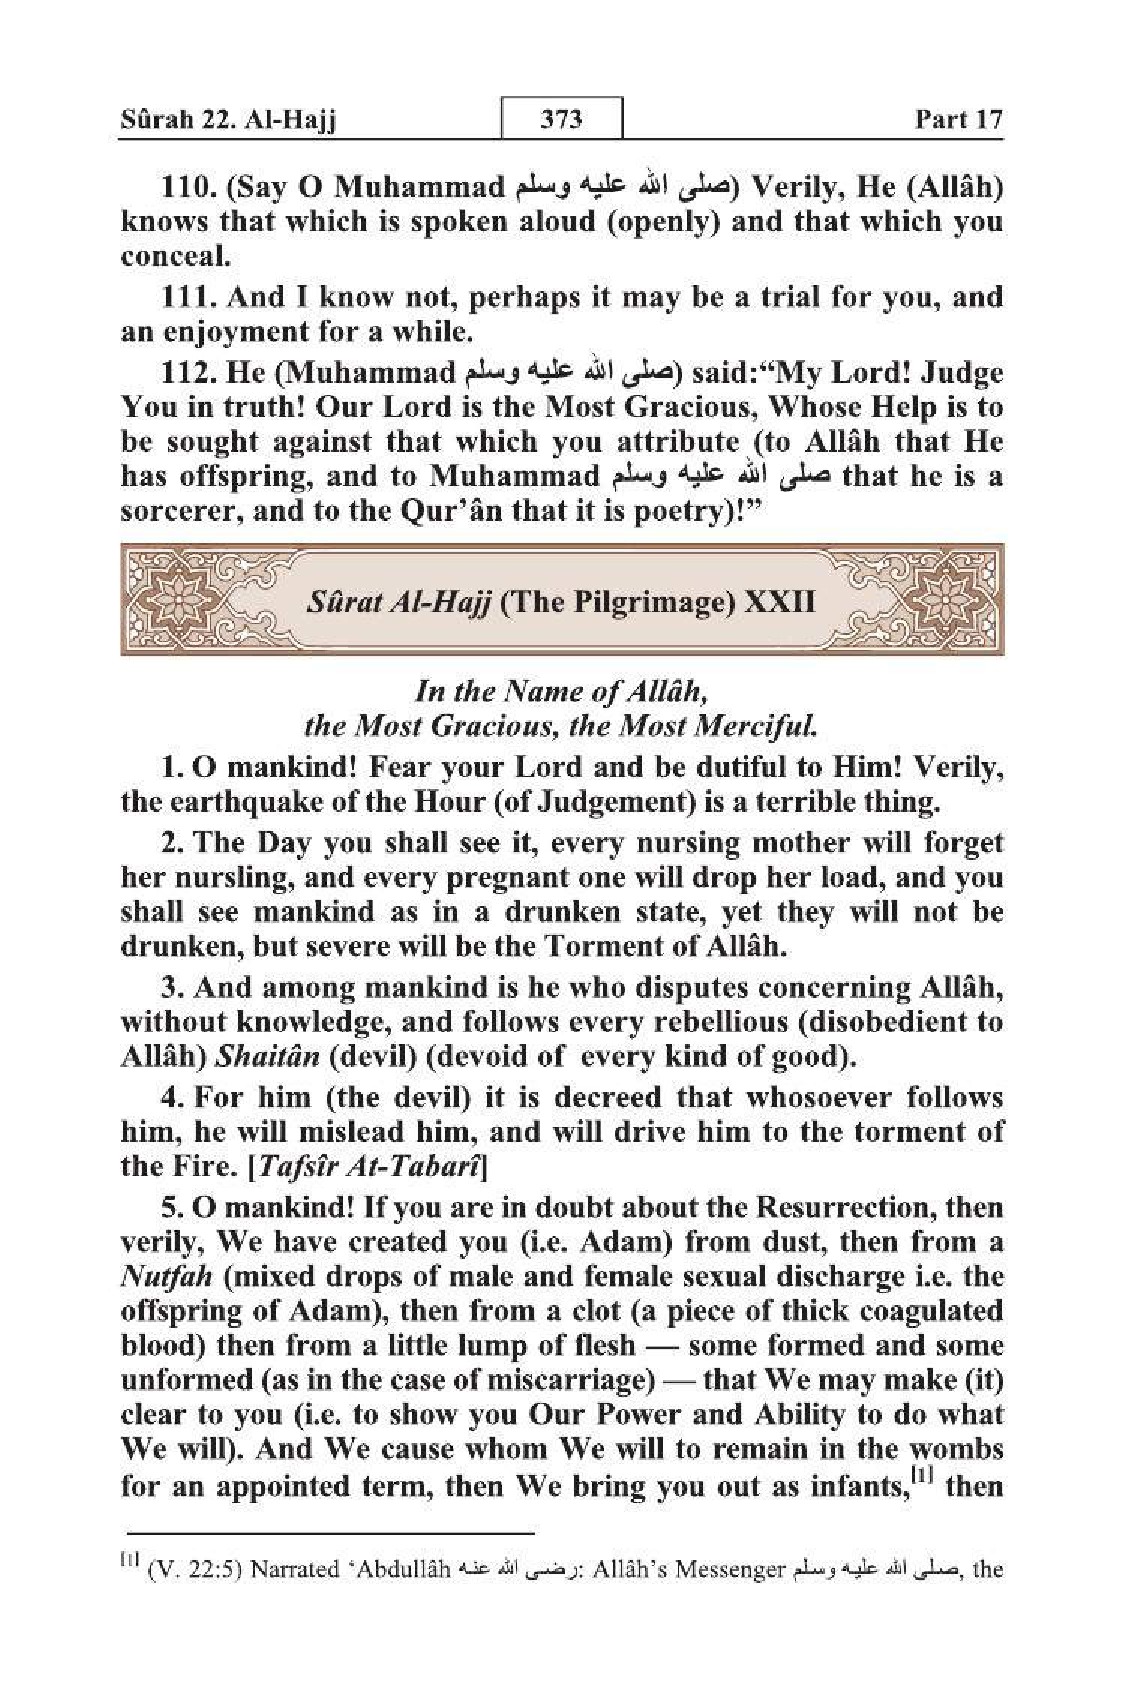 Sûrah 22. Al-Hajj 373 Part 17
110. (Say O Muhammad صلى الله عليه وسلم) Verily, He (Allâh)
knows that which is spoken aloud (openly) and that which you
conceal.
111. And I know not, perhaps it may be a trial for you, and
an enjoyment for a while.
112. He (Muhammad صلى الله عليه وسلم) said:“My Lord! Judge
You in truth! Our Lord is the Most Gracious, Whose Help is to
be sought against that which you attribute (to Allâh that He
has offspring, and to Muhammad صلى الله عليه وسلم that he is a
sorcerer, and to the Qur’ân that it is poetry)!”
Sûrat Al-Hajj (The Pilgrimage) XXII
In the Name of Allâh,
the Most Gracious, the Most Merciful.
1. O mankind! Fear your Lord and be dutiful to Him! Verily,
the earthquake of the Hour (of Judgement) is a terrible thing.
2. The Day you shall see it, every nursing mother will forget
her nursling, and every pregnant one will drop her load, and you
shall see mankind as in a drunken state, yet they will not be
drunken, but severe will be the Torment of Allâh.
3. And among mankind is he who disputes concerning Allâh,
without knowledge, and follows every rebellious (disobedient to
Allâh) Shaitân (devil) (devoid of every kind of good).
4. For him (the devil) it is decreed that whosoever follows
him, he will mislead him, and will drive him to the torment of
the Fire. [Tafsîr At-Tabarî]
5. O mankind! If you are in doubt about the Resurrection, then
verily, We have created you (i.e. Adam) from dust, then from a
Nutfah (mixed drops of male and female sexual discharge i.e. the
offspring of Adam), then from a clot (a piece of thick coagulated
blood) then from a little lump of flesh — some formed and some
unformed (as in the case of miscarriage) — that We may make (it)
clear to you (i.e. to show you Our Power and Ability to do what
We will). And We cause whom We will to remain in the wombs
for an appointed term, then We bring you out as infants,[1] then
[1] (V. 22:5) Narrated ‘Abdullâh رضى الله عنه: Allâh’s Messenger صلى الله عليه وسلم, the